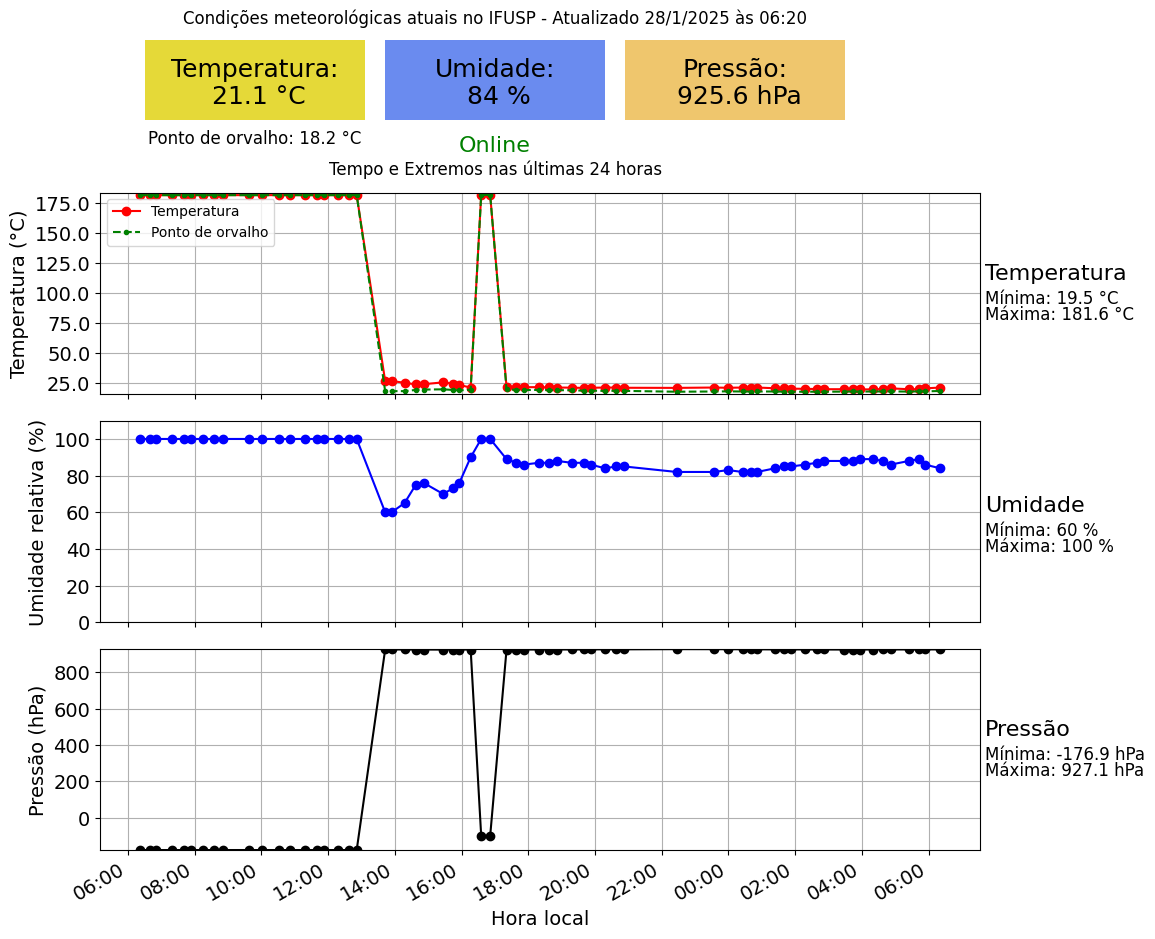 Condições meteorológicas atuais no IFUSP - Atualizado 28/1/2025 às 06:20
Temperatura:
21.1 °C
Umidade:
84 %
Pressão:
925.6 hPa
Ponto de orvalho: 18.2 °C
Online
Tempo e Extremos nas últimas 24 horas
Temperatura (°C)
175.0
150.0
125.0
100.0
75.0
50.0
25.0
Temperatura
Ponto de orvalho
Temperatura
Mínima: 19.5 °C
Máxima: 181.6 °C
Umidade relativa (%)
100
80
60
40
20
0
Umidade
Mínima: 60 %
Máxima: 100 %
Pressão (hPa)
800
600
400
200
0
Pressão
Mínima: -176.9 hPa
Máxima: 927.1 hPa
06:00 08:00 10:00 12:00 14:00 16:00 18:00 20:00 22:00 00:00 02:00 04:00 06:00
Hora local